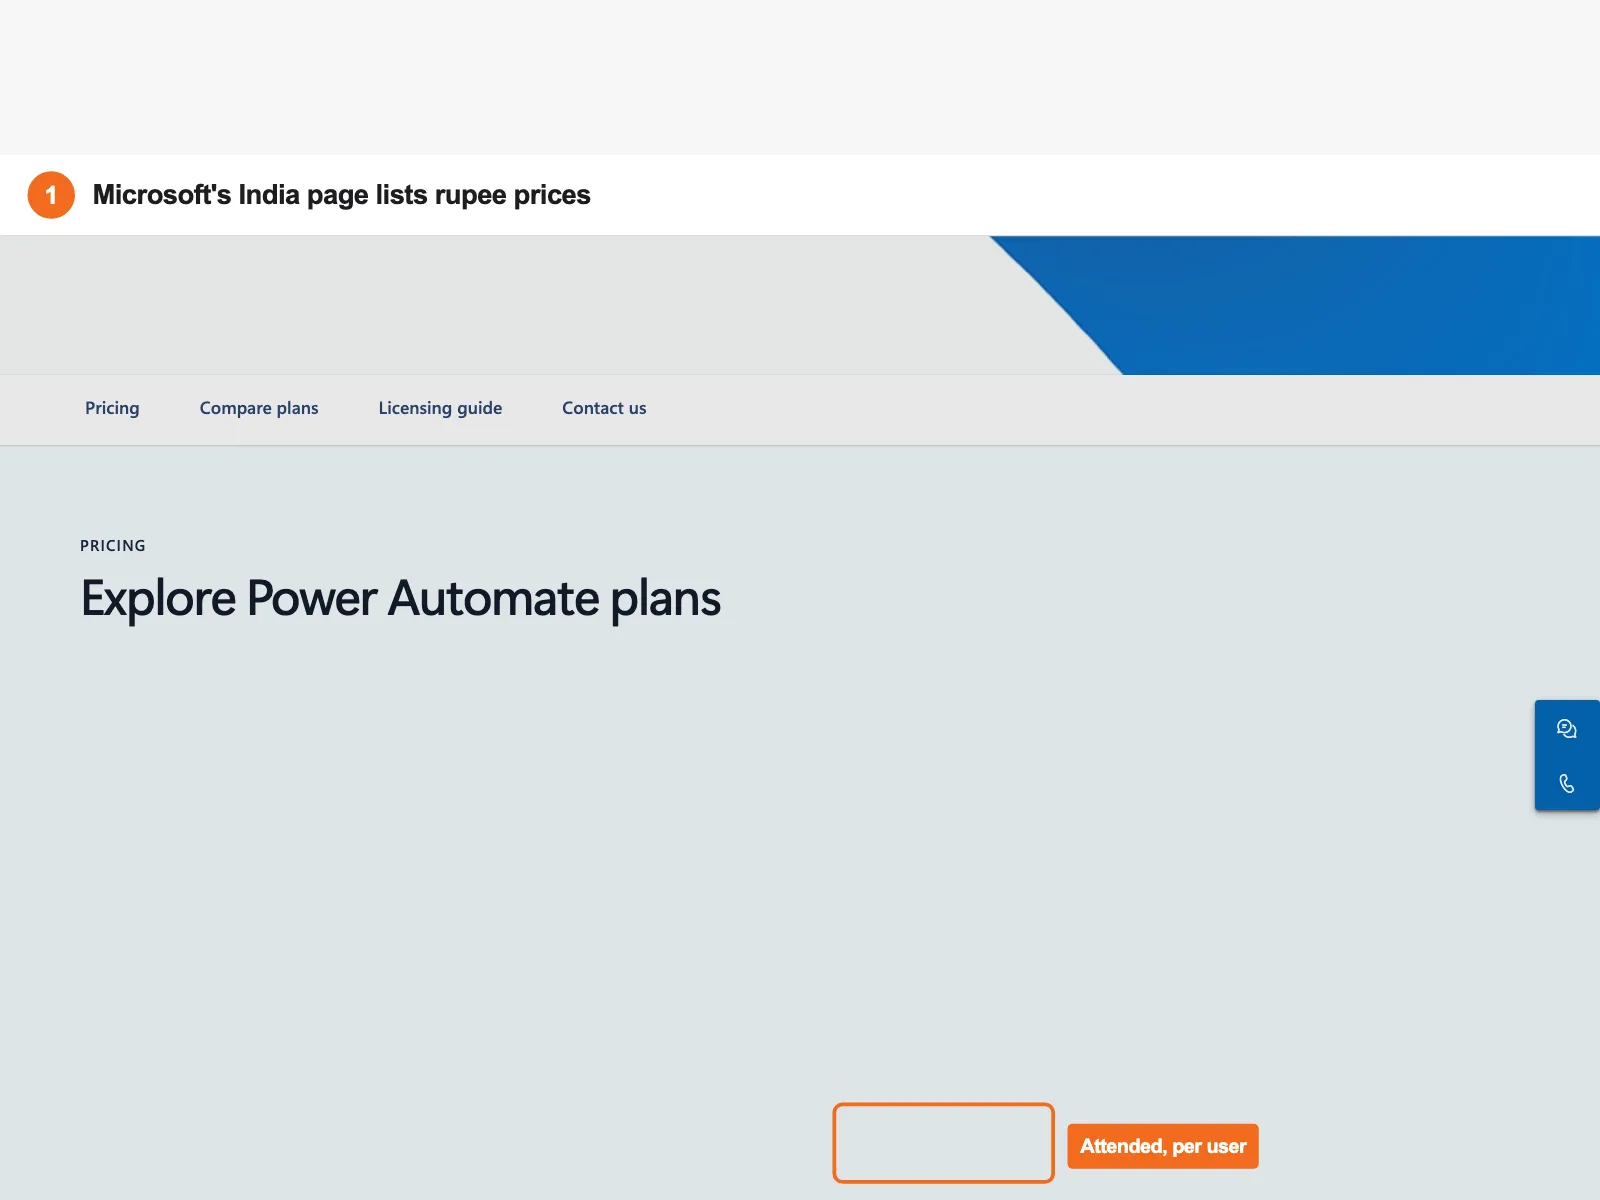 1 Microsoft's India page lists rupee prices
Pricing Compare plans Licensing guide Contact us
PRICING
Explore Power Automate plans
Attended, per user